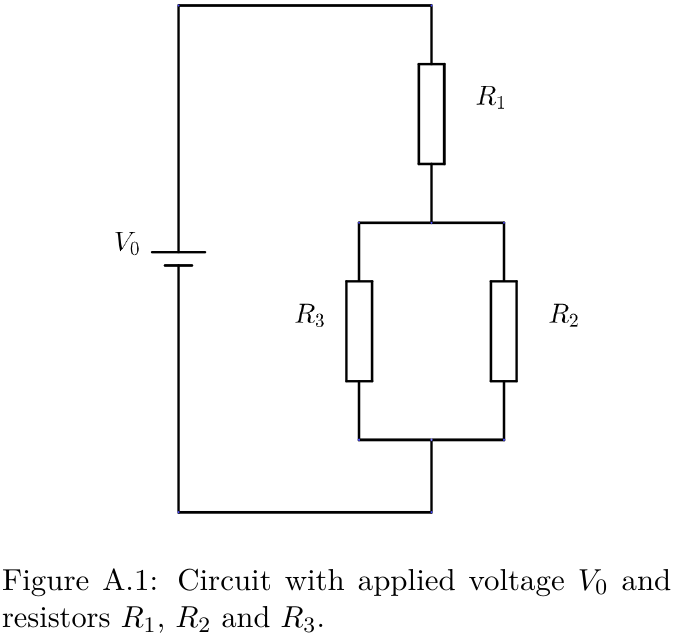 R₁
V₀
R₃
R₂
Figure A.1: Circuit with applied voltage V₀ and
resistors R₁, R₂ and R₃.